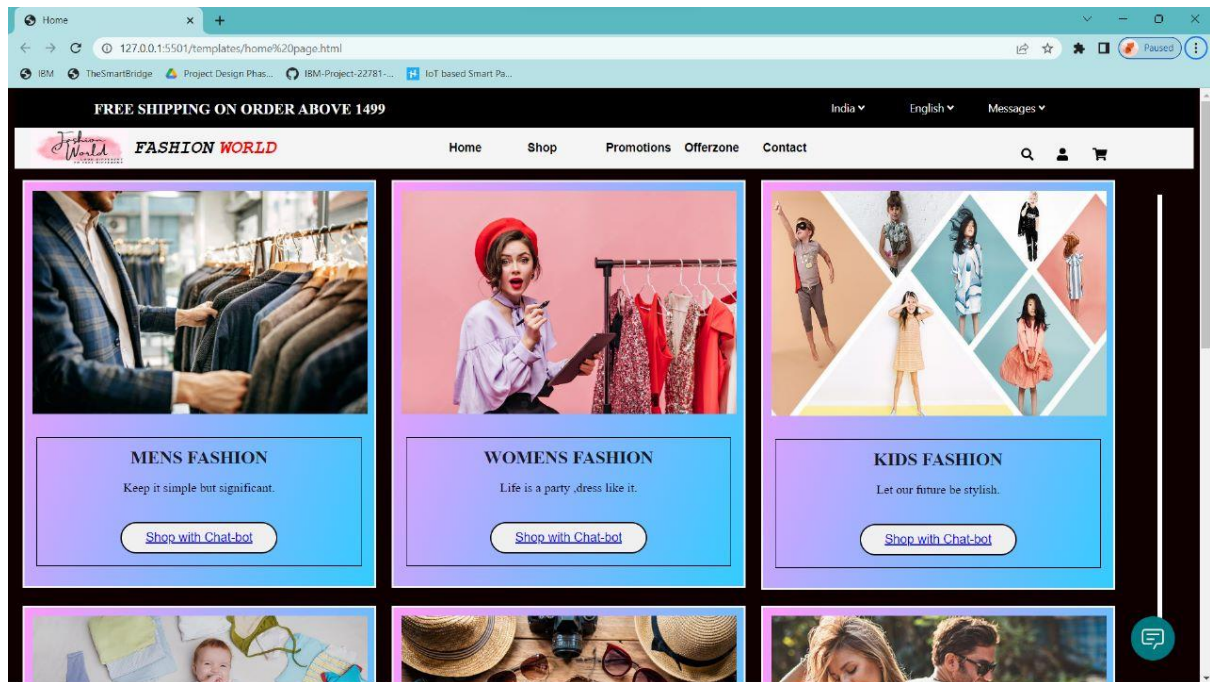 Home
127.0.0.1:5501/templates/home%20page.html
Paused
IBM TheSmartBridge Project Design Phas... IBM-Project-22781-... IoT based Smart Pa...
FREE SHIPPING ON ORDER ABOVE 1499 India English Messages
Fashion
World
FASHION WORLD Home Shop Promotions Offerzone Contact
MENS FASHION
Keep it simple but significant.
Shop with Chat-bot
WOMENS FASHION
Life is a party ,dress like it.
Shop with Chat-bot
KIDS FASHION
Let our future be stylish.
Shop with Chat-bot